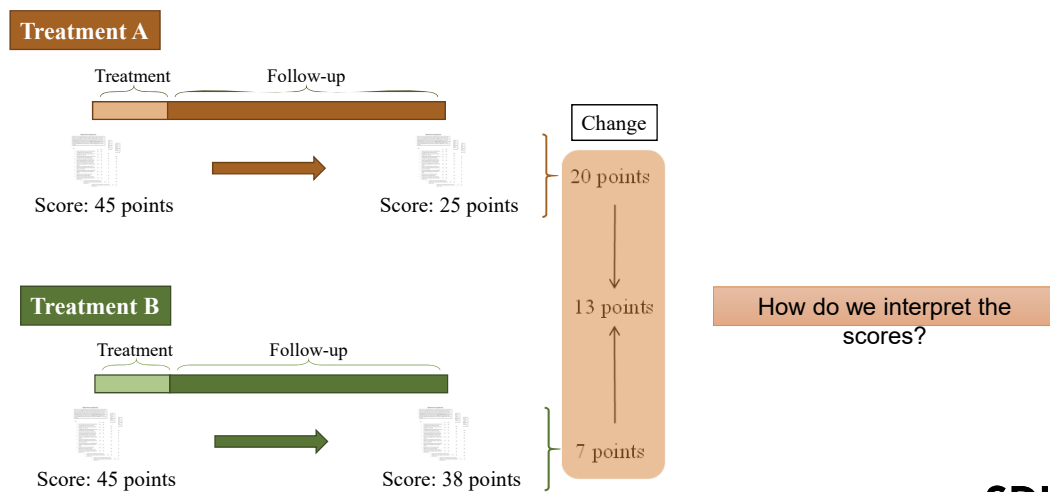 Treatment A
Treatment
Follow-up
Change
Score: 45 points
Score: 25 points
20 points
13 points
7 points
Treatment B
Treatment
Follow-up
Score: 45 points
Score: 38 points
How do we interpret the
scores?